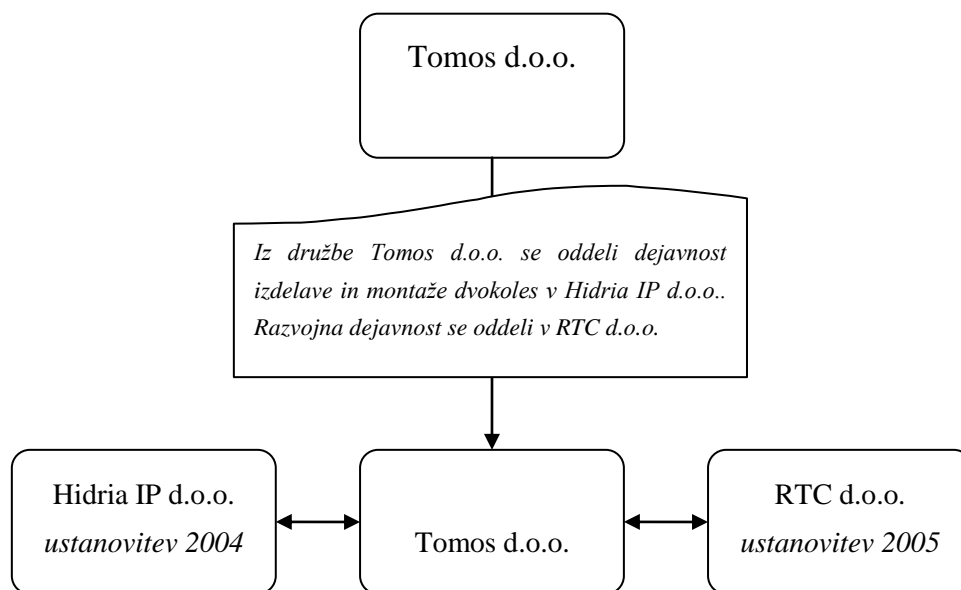 Tomos d.o.o.
Iz družbe Tomos d.o.o. se oddeli dejavnost
izdelave in montaže dvokoles v Hidria IP d.o.o..
Razvojna dejavnost se oddeli v RTC d.o.o.
Hidria IP d.o.o.
ustanovitev 2004
Tomos d.o.o.
RTC d.o.o.
ustanovitev 2005